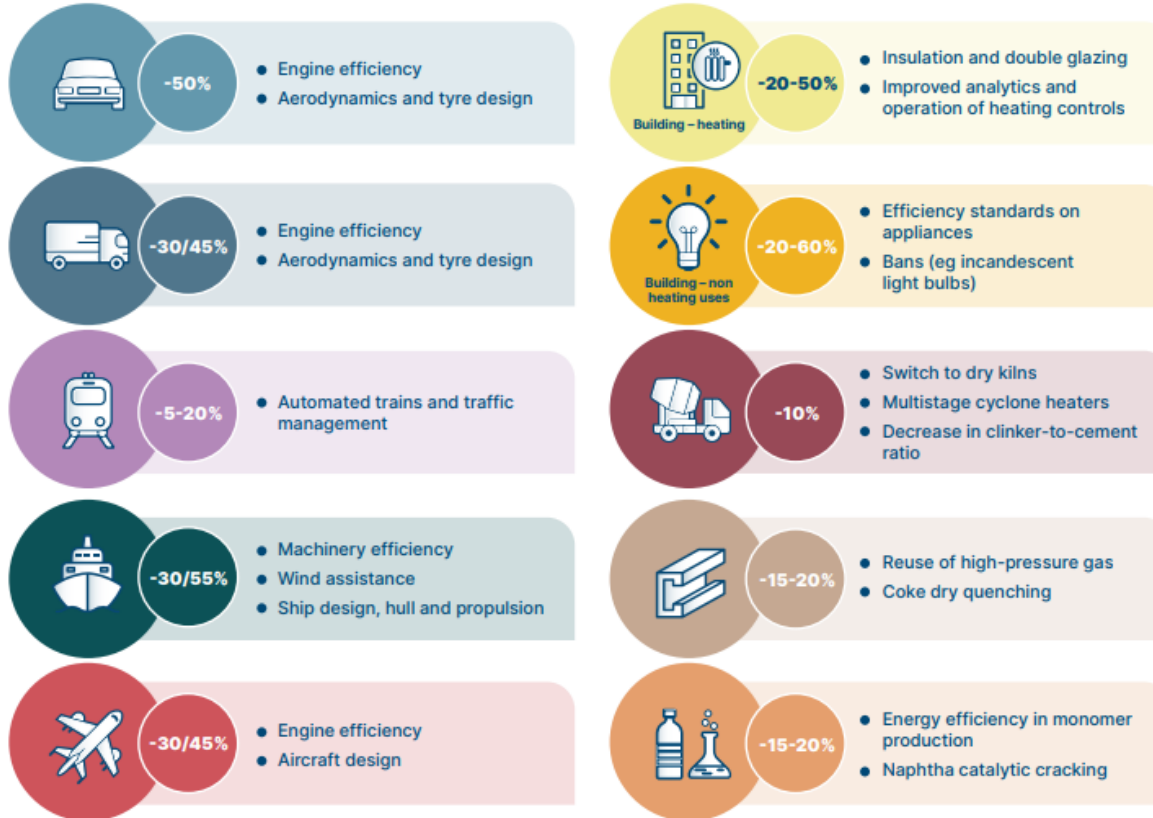 -50%
Engine efficiency
Aerodynamics and tyre design
-30/45%
Engine efficiency
Aerodynamics and tyre design
-5-20%
Automated trains and traffic
management
-30/55%
Machinery efficiency
Wind assistance
Ship design, hull and propulsion
-30/45%
Engine efficiency
Aircraft design
Building – heating
-20-50%
Insulation and double glazing
Improved analytics and
operation of heating controls
Building – non
heating uses
-20-60%
Efficiency standards on
appliances
Bans (eg incandescent
light bulbs)
-10%
Switch to dry kilns
Multistage cyclone heaters
Decrease in clinker-to-cement
ratio
-15-20%
Reuse of high-pressure gas
Coke dry quenching
-15-20%
Energy efficiency in monomer
production
Naphtha catalytic cracking